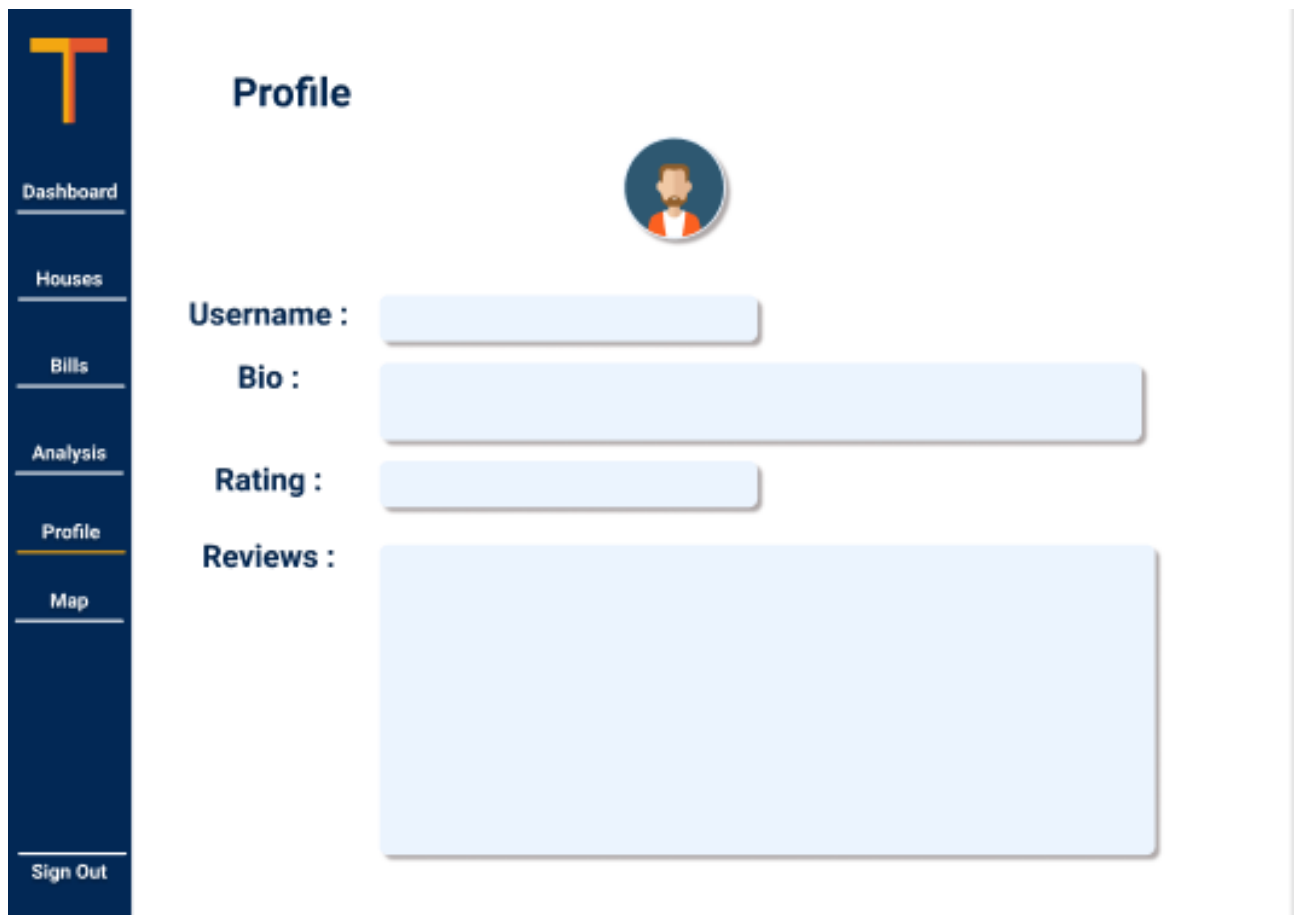 T
Dashboard
Houses
Bills
Analysis
Profile
Map
Sign Out
Profile
Username :
Bio :
Rating :
Reviews :